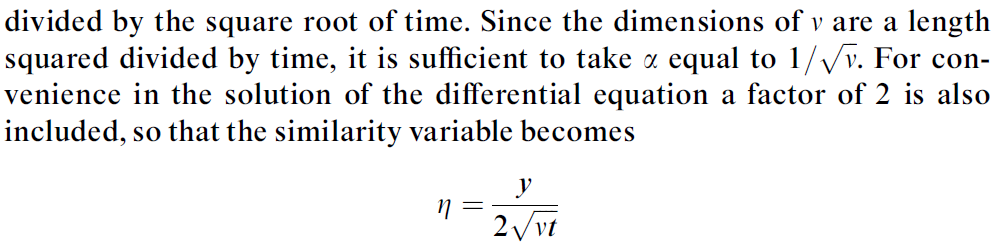 divided by the square root of time. Since the dimensions of ν are a length
squared divided by time, it is sufficient to take α equal to 1/√ν. For con-
venience in the solution of the differential equation a factor of 2 is also
included, so that the similarity variable becomes
η = y / 2√νt